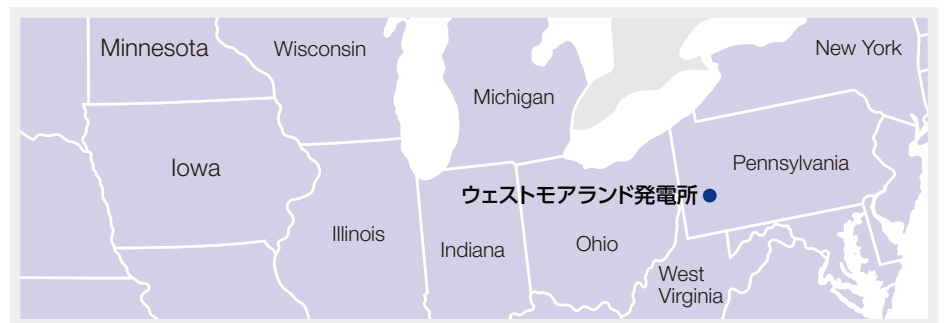 Minnesota
Wisconsin
New York
Michigan
Iowa
Pennsylvania
ウェストモアランド発電所
Illinois
Indiana
Ohio
West
Virginia